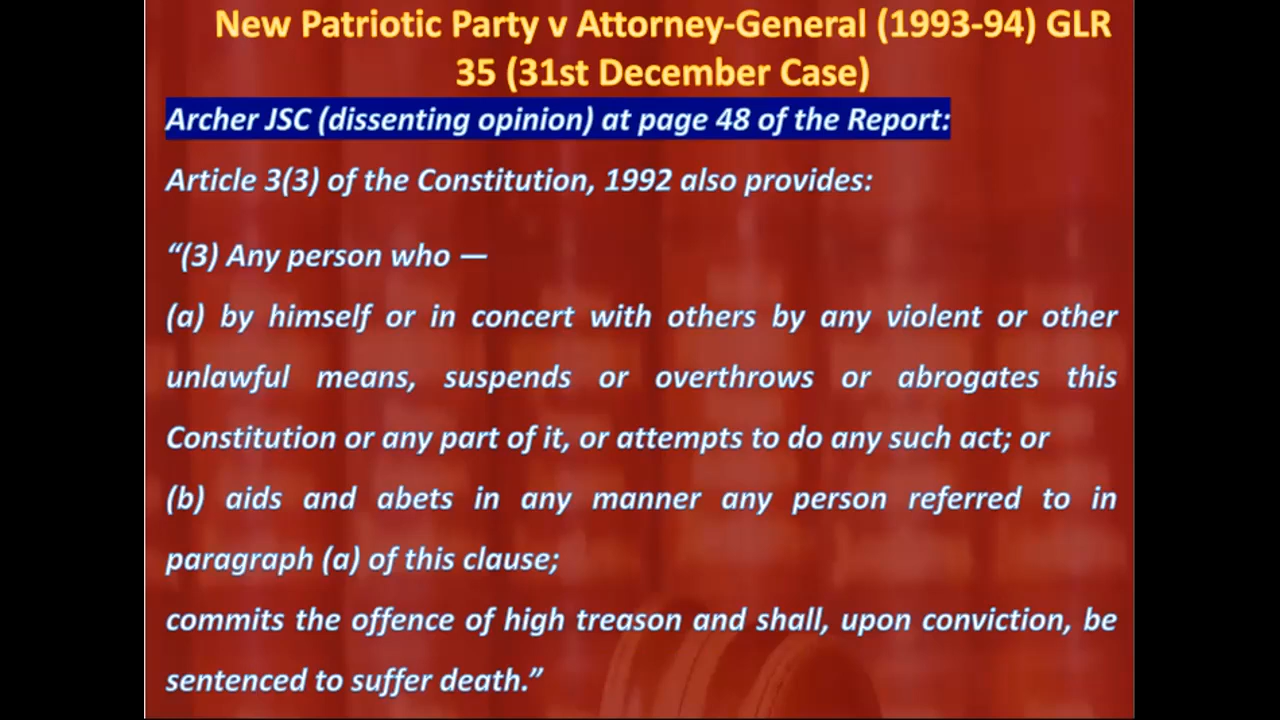 New Patriotic Party v Attorney-General (1993-94) GLR
35 (31st December Case)
Archer JSC (dissenting opinion) at page 48 of the Report:
Article 3(3) of the Constitution, 1992 also provides:
“(3) Any person who —
(a) by himself or in concert with others by any violent or other
unlawful means, suspends or overthrows or abrogates this
Constitution or any part of it, or attempts to do any such act; or
(b) aids and abets in any manner any person referred to in
paragraph (a) of this clause;
commits the offence of high treason and shall, upon conviction, be
sentenced to suffer death.”